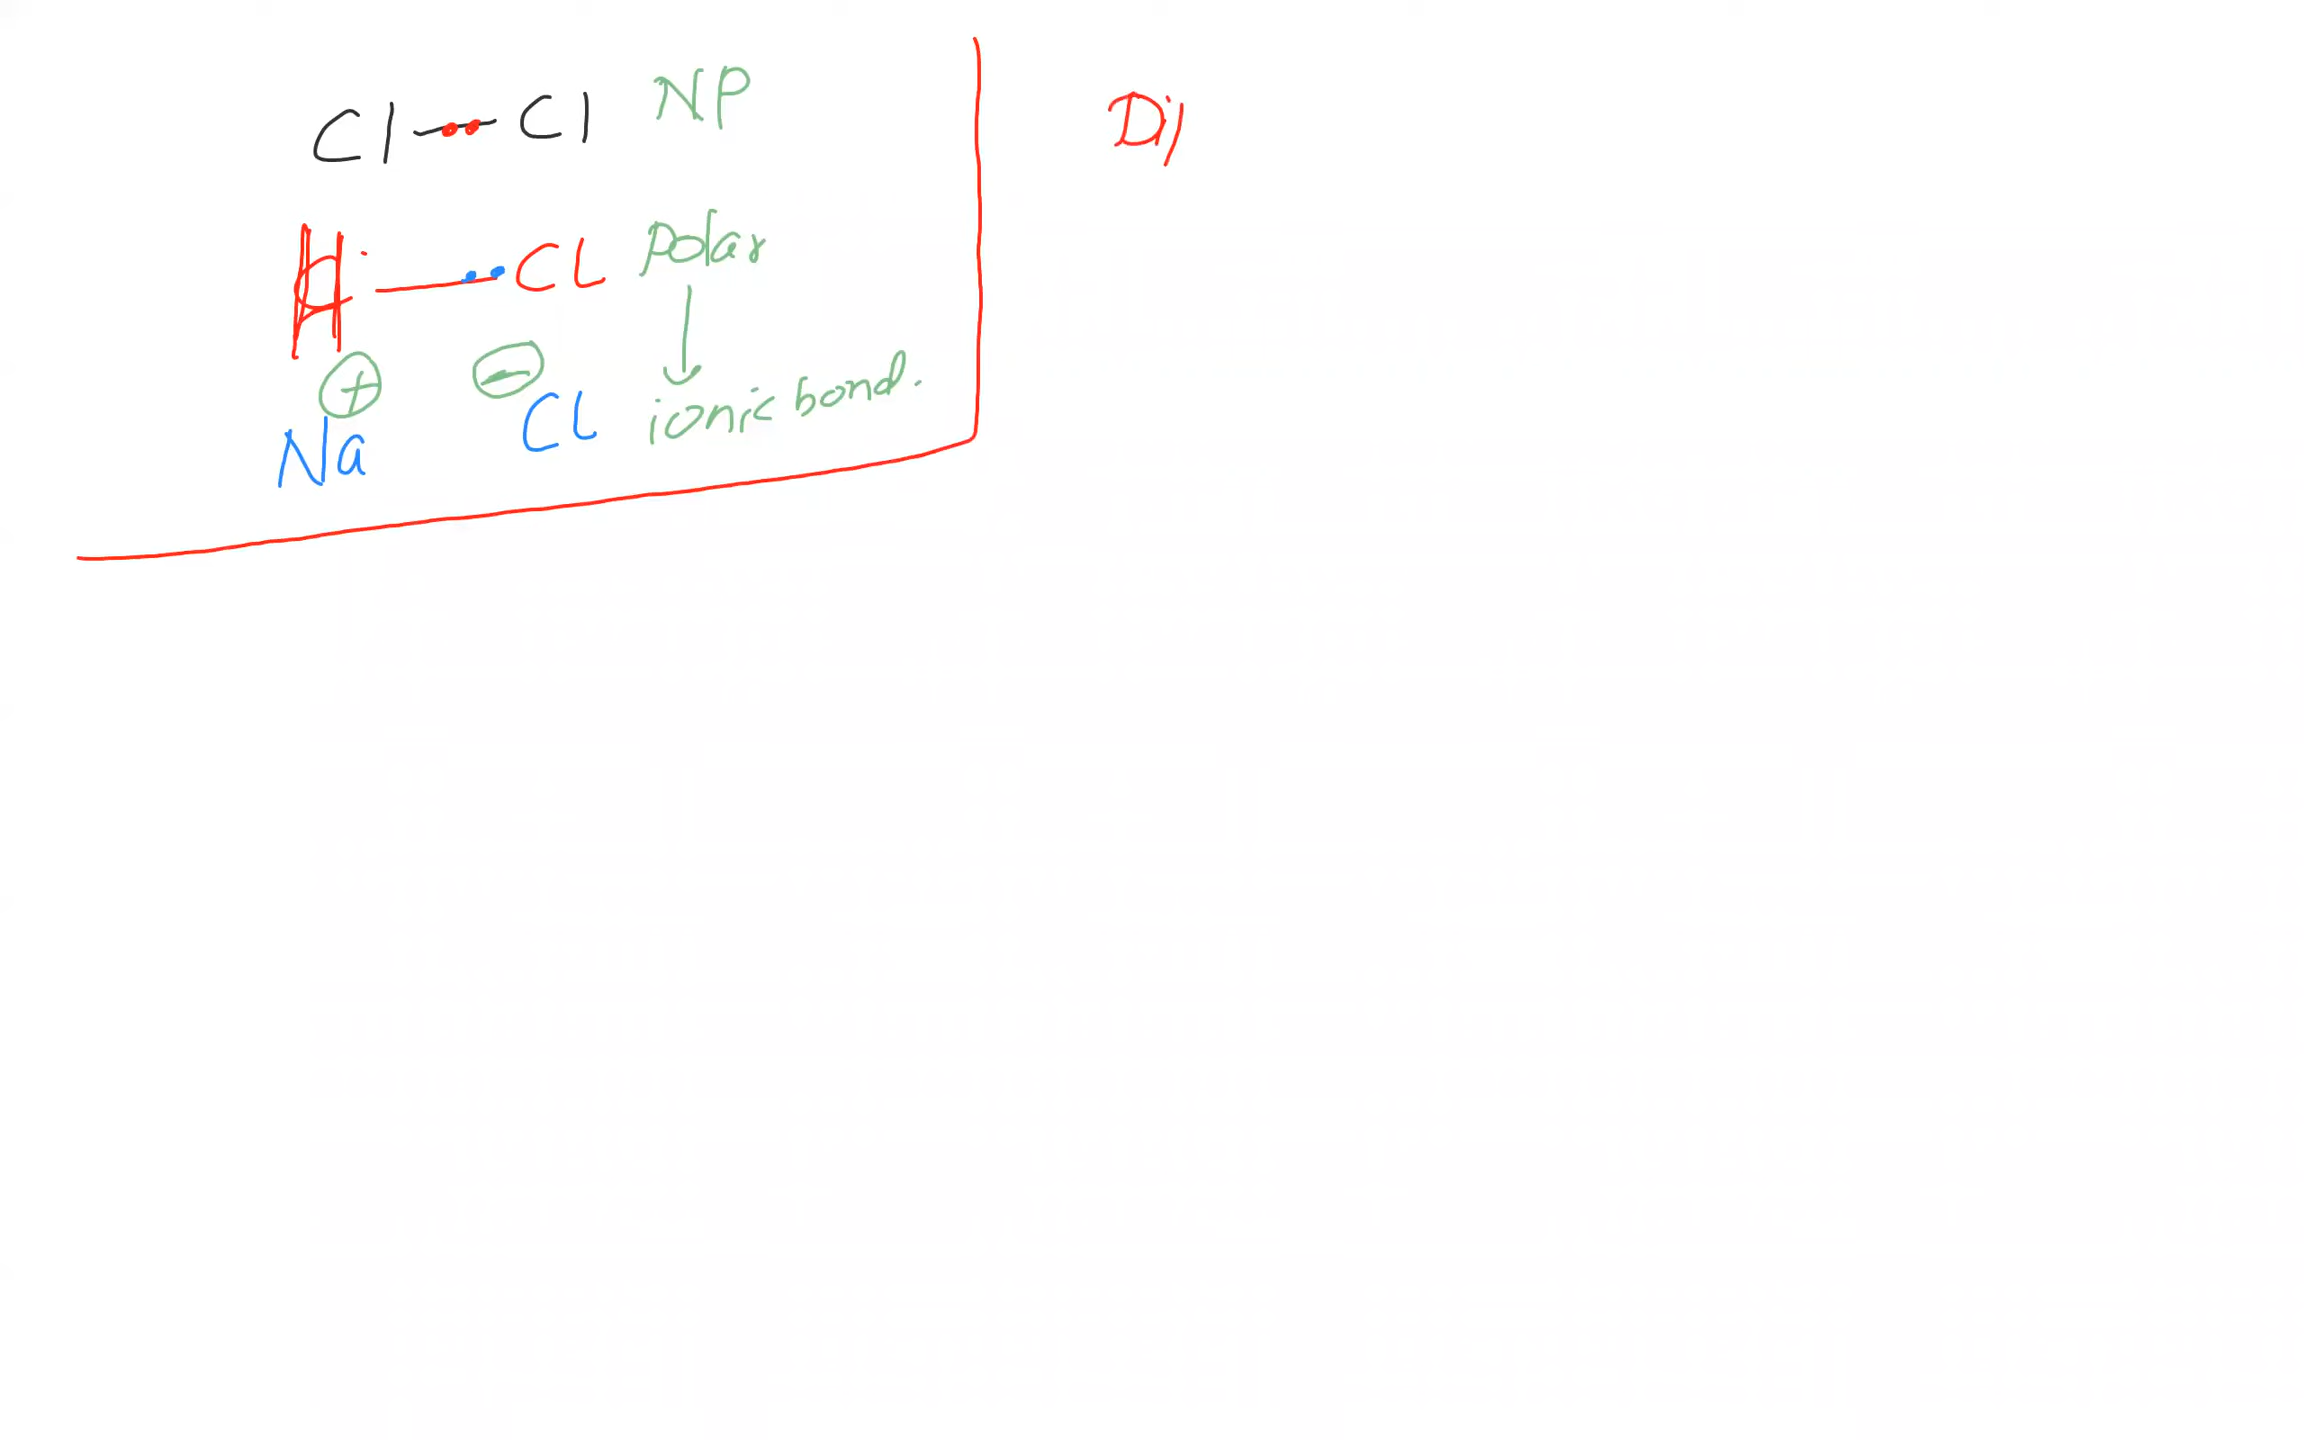 Cl — Cl NP
H — CL polar
+ −
Na CL ionic bond.
Di